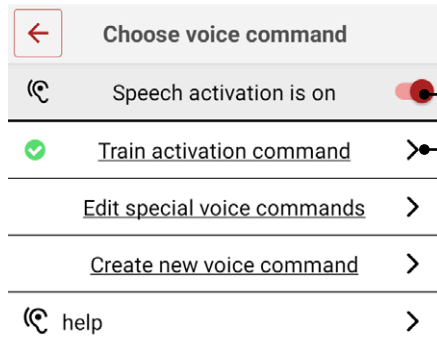 Choose voice command
Speech activation is on
Train activation command
Edit special voice commands
Create new voice command
help